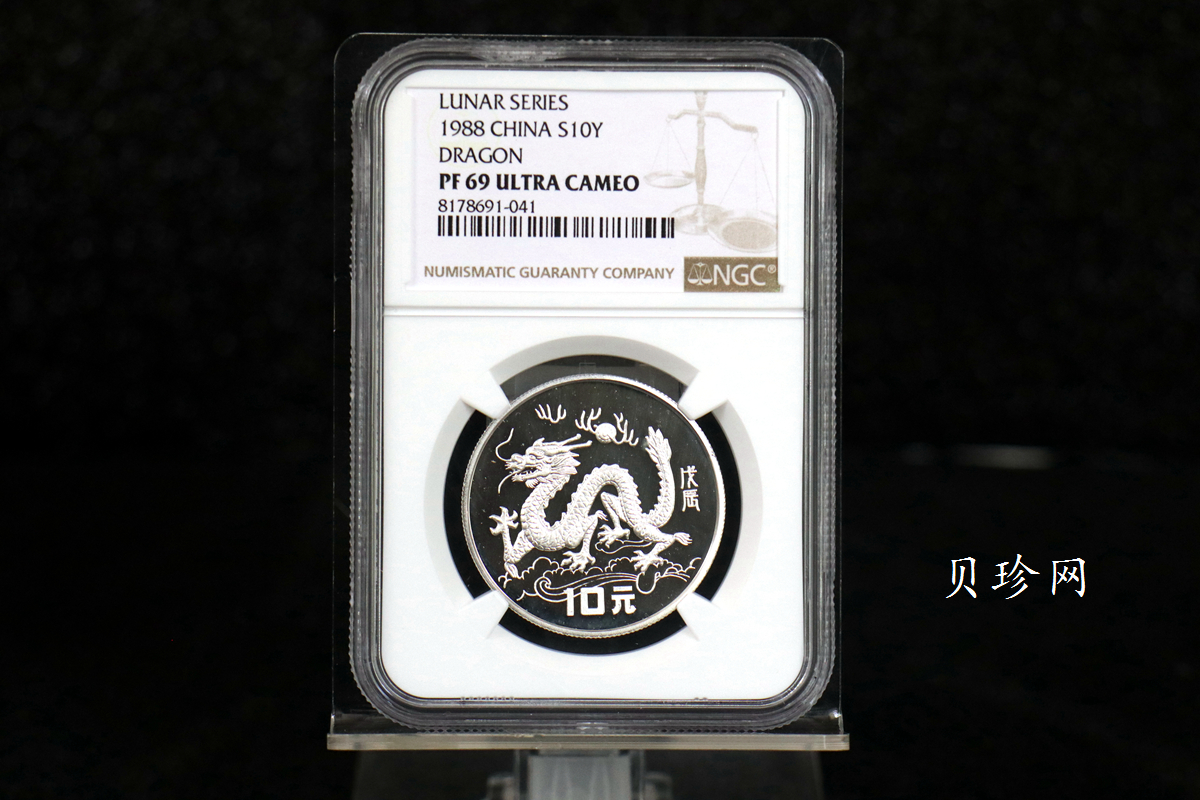 LUNAR SERIES
1988 CHINA S10Y
DRAGON
PF 69 ULTRA CAMEO
8178691-041
NUMISMATIC GUARANTY COMPANY
NGC®
戊辰
10元
贝珍网